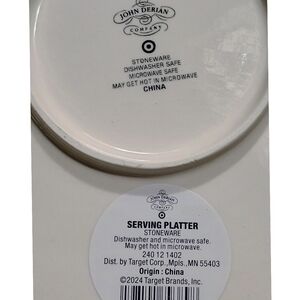 JOHN DERIAN
COMPANY
STONEWARE
DISHWASHER SAFE
MICROWAVE SAFE
MAY GET HOT IN MICROWAVE
CHINA
SERVING PLATTER
STONEWARE
Dishwasher and microwave safe.
May get hot in microwave.
240 12 1402
Dist. by Target Corp., Mpls., MN 55403
Origin : China
©2024 Target Brands, Inc.